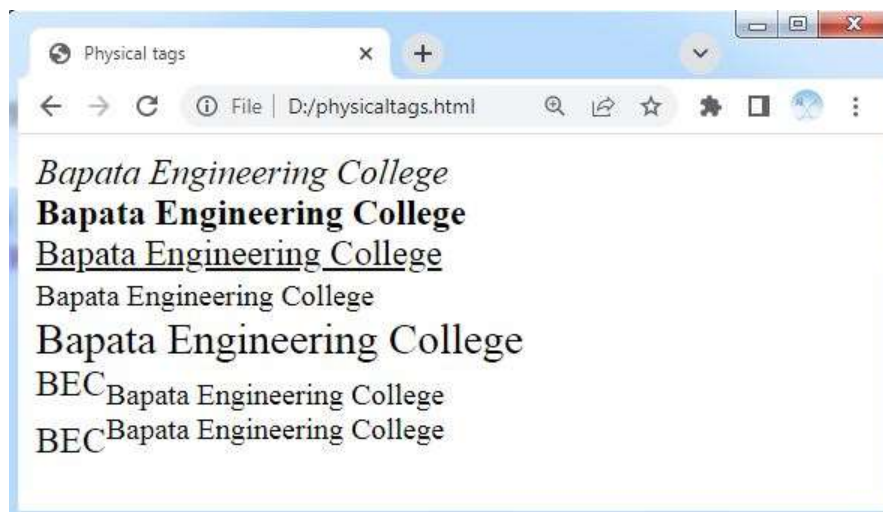 Physical tags
File | D:/physicaltags.html
Bapata Engineering College
Bapata Engineering College
Bapata Engineering College
Bapata Engineering College
Bapata Engineering College
BECBapata Engineering College
BECBapata Engineering College